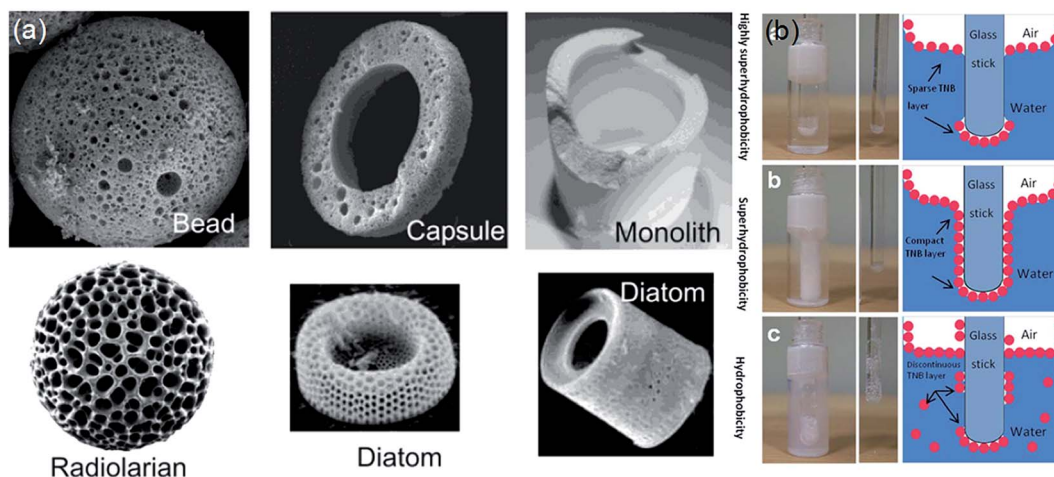 (a)
Bead
Capsule
Monolith
Radiolarian
Diatom
Diatom
Highly superhydrophobicity
Superhydrophobicity
Hydrophobicity
(b)
Glass
stick
Air
Sparse TNB
layer
Water
b
Glass
stick
Air
Compact
TNB layer
Water
c
Glass
stick
Air
Discontinuous
TNB layer
Water